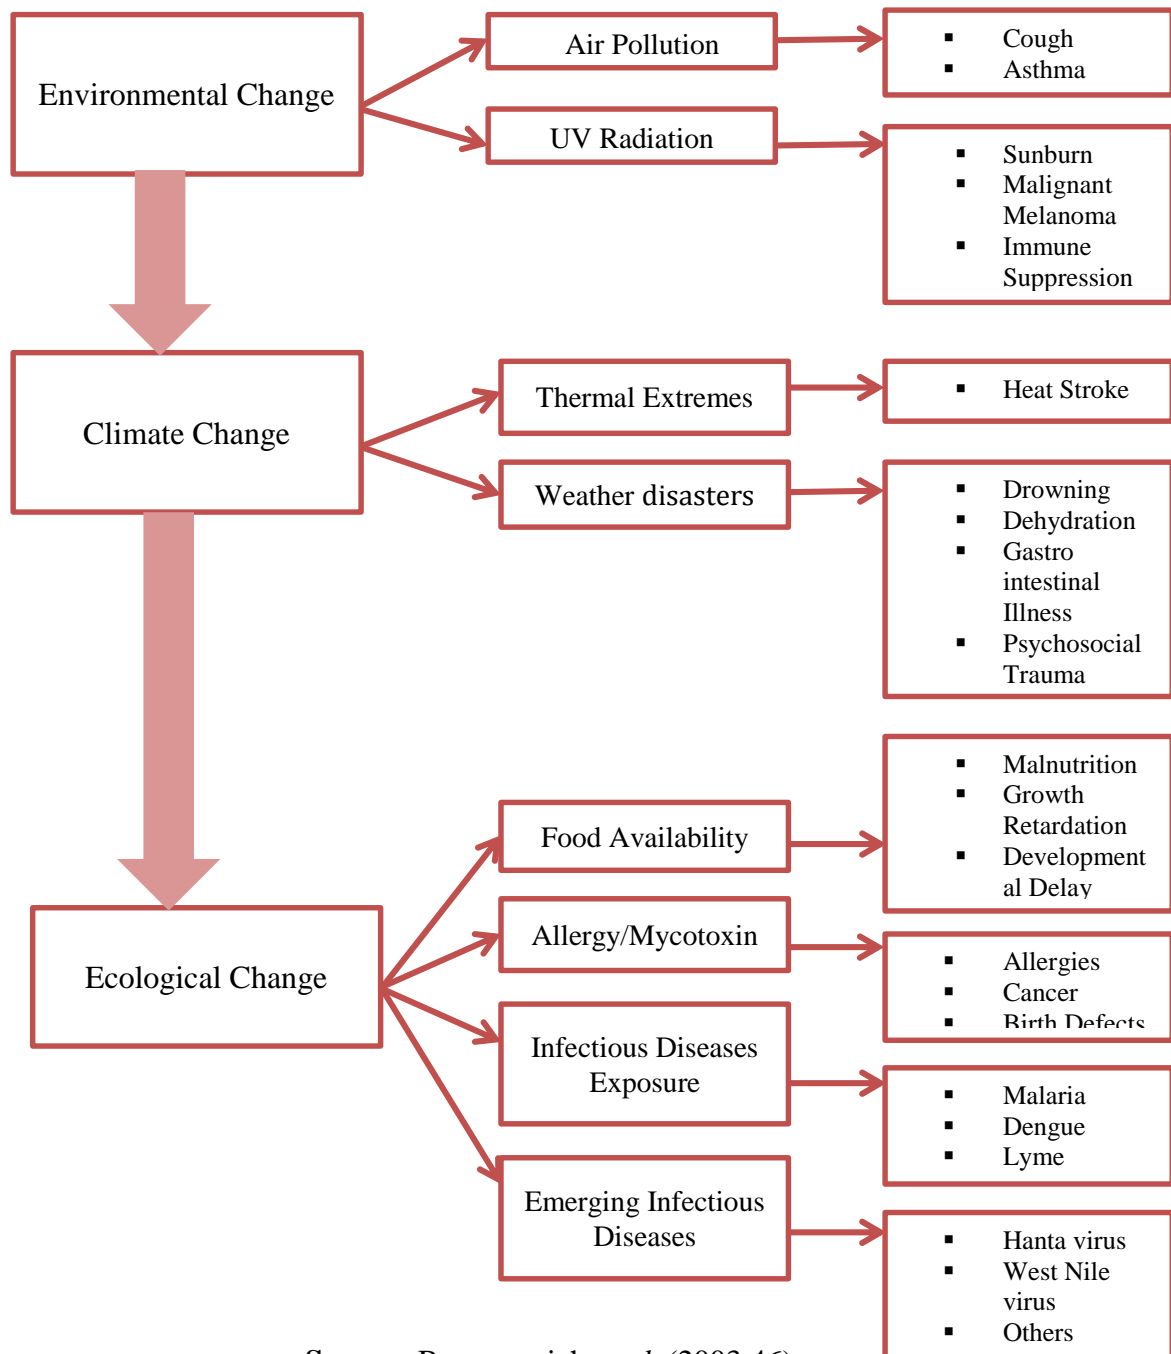 Environmental Change
Air Pollution
▪ Cough
▪ Asthma
UV Radiation
▪ Sunburn
▪ Malignant
Melanoma
▪ Immune
Suppression
Climate Change
Thermal Extremes
▪ Heat Stroke
Weather disasters
▪ Drowning
▪ Dehydration
▪ Gastro
intestinal
Illness
▪ Psychosocial
Trauma
Ecological Change
Food Availability
▪ Malnutrition
▪ Growth
Retardation
▪ Development
al Delay
Allergy/Mycotoxin
▪ Allergies
▪ Cancer
▪ Birth Defects
Infectious Diseases
Exposure
▪ Malaria
▪ Dengue
▪ Lyme
Emerging Infectious
Diseases
▪ Hanta virus
▪ West Nile
virus
▪ Others